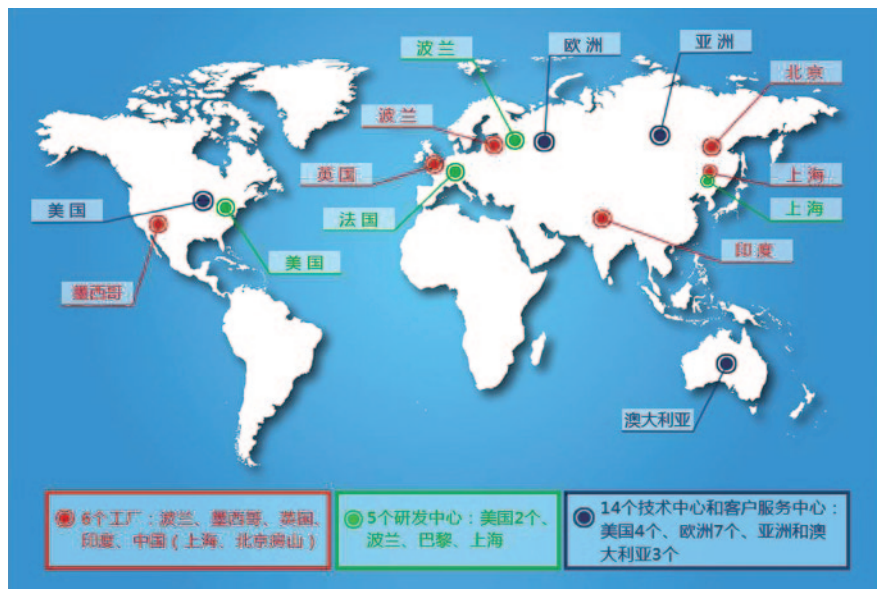 波兰
欧洲
亚洲
北京
波兰
英国
上海
美国
法国
上海
美国
印度
墨西哥
澳大利亚
6个工厂：波兰、墨西哥、英国、
印度、中国（上海、北京房山）
5个研发中心：美国2个、
波兰、巴黎、上海
14个技术中心和客户服务中心：
美国4个、欧洲7个、亚洲和澳
大利亚3个